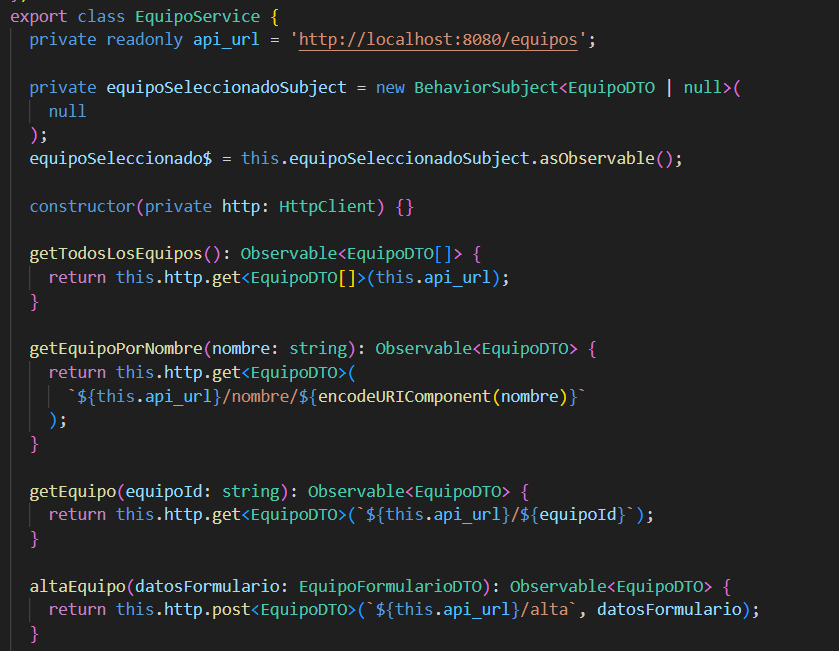 export class EquipoService {
private readonly api_url = 'http://localhost:8080/equipos';
private equipoSeleccionadoSubject = new BehaviorSubject<EquipoDTO | null>(
null
);
equipoSeleccionado$ = this.equipoSeleccionadoSubject.asObservable();
constructor(private http: HttpClient) {}
getTodosLosEquipos(): Observable<EquipoDTO[]> {
return this.http.get<EquipoDTO[]>(this.api_url);
}
getEquipoPorNombre(nombre: string): Observable<EquipoDTO> {
return this.http.get<EquipoDTO>(
`${this.api_url}/nombre/${encodeURIComponent(nombre)}`
);
}
getEquipo(equipoId: string): Observable<EquipoDTO> {
return this.http.get<EquipoDTO>(`${this.api_url}/${equipoId}`);
}
altaEquipo(datosFormulario: EquipoFormularioDTO): Observable<EquipoDTO> {
return this.http.post<EquipoDTO>(`${this.api_url}/alta`, datosFormulario);
}